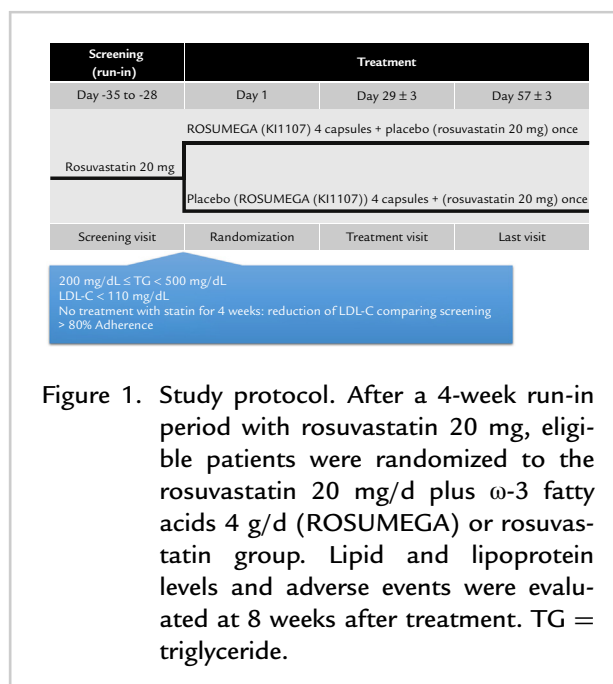 Screening
(run-in)
Treatment
Day -35 to -28
Day 1
Day 29 ± 3
Day 57 ± 3
ROSUMEGA (KI1107) 4 capsules + placebo (rosuvastatin 20 mg) once
Rosuvastatin 20 mg
Placebo (ROSUMEGA (KI1107)) 4 capsules + (rosuvastatin 20 mg) once
Screening visit
Randomization
Treatment visit
Last visit
200 mg/dL ≤ TG < 500 mg/dL
LDL-C < 110 mg/dL
No treatment with statin for 4 weeks: reduction of LDL-C comparing screening
> 80% Adherence
Figure 1. Study protocol. After a 4-week run-in
period with rosuvastatin 20 mg, eligi-
ble patients were randomized to the
rosuvastatin 20 mg/d plus ω-3 fatty
acids 4 g/d (ROSUMEGA) or rosuvas-
tatin group. Lipid and lipoprotein
levels and adverse events were evalu-
ated at 8 weeks after treatment. TG =
triglyceride.